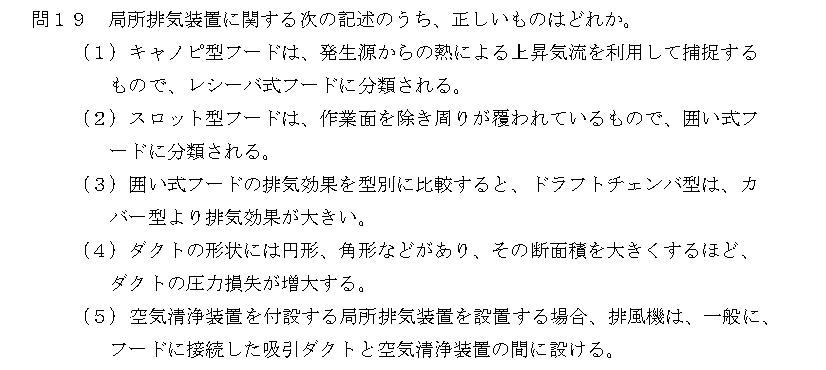 問１９　局所排気装置に関する次の記述のうち、正しいものはどれか。
（１）キャノピ型フードは、発生源からの熱による上昇気流を利用して捕捉する
もので、レシーバ式フードに分類される。
（２）スロット型フードは、作業面を除き周りが覆われているもので、囲い式フ
ードに分類される。
（３）囲い式フードの排気効果を型別に比較すると、ドラフトチェンバ型は、カ
バー型より排気効果が大きい。
（４）ダクトの形状には円形、角形などがあり、その断面積を大きくするほど、
ダクトの圧力損失が増大する。
（５）空気清浄装置を付設する局所排気装置を設置する場合、排風機は、一般に、
フードに接続した吸引ダクトと空気清浄装置の間に設ける。